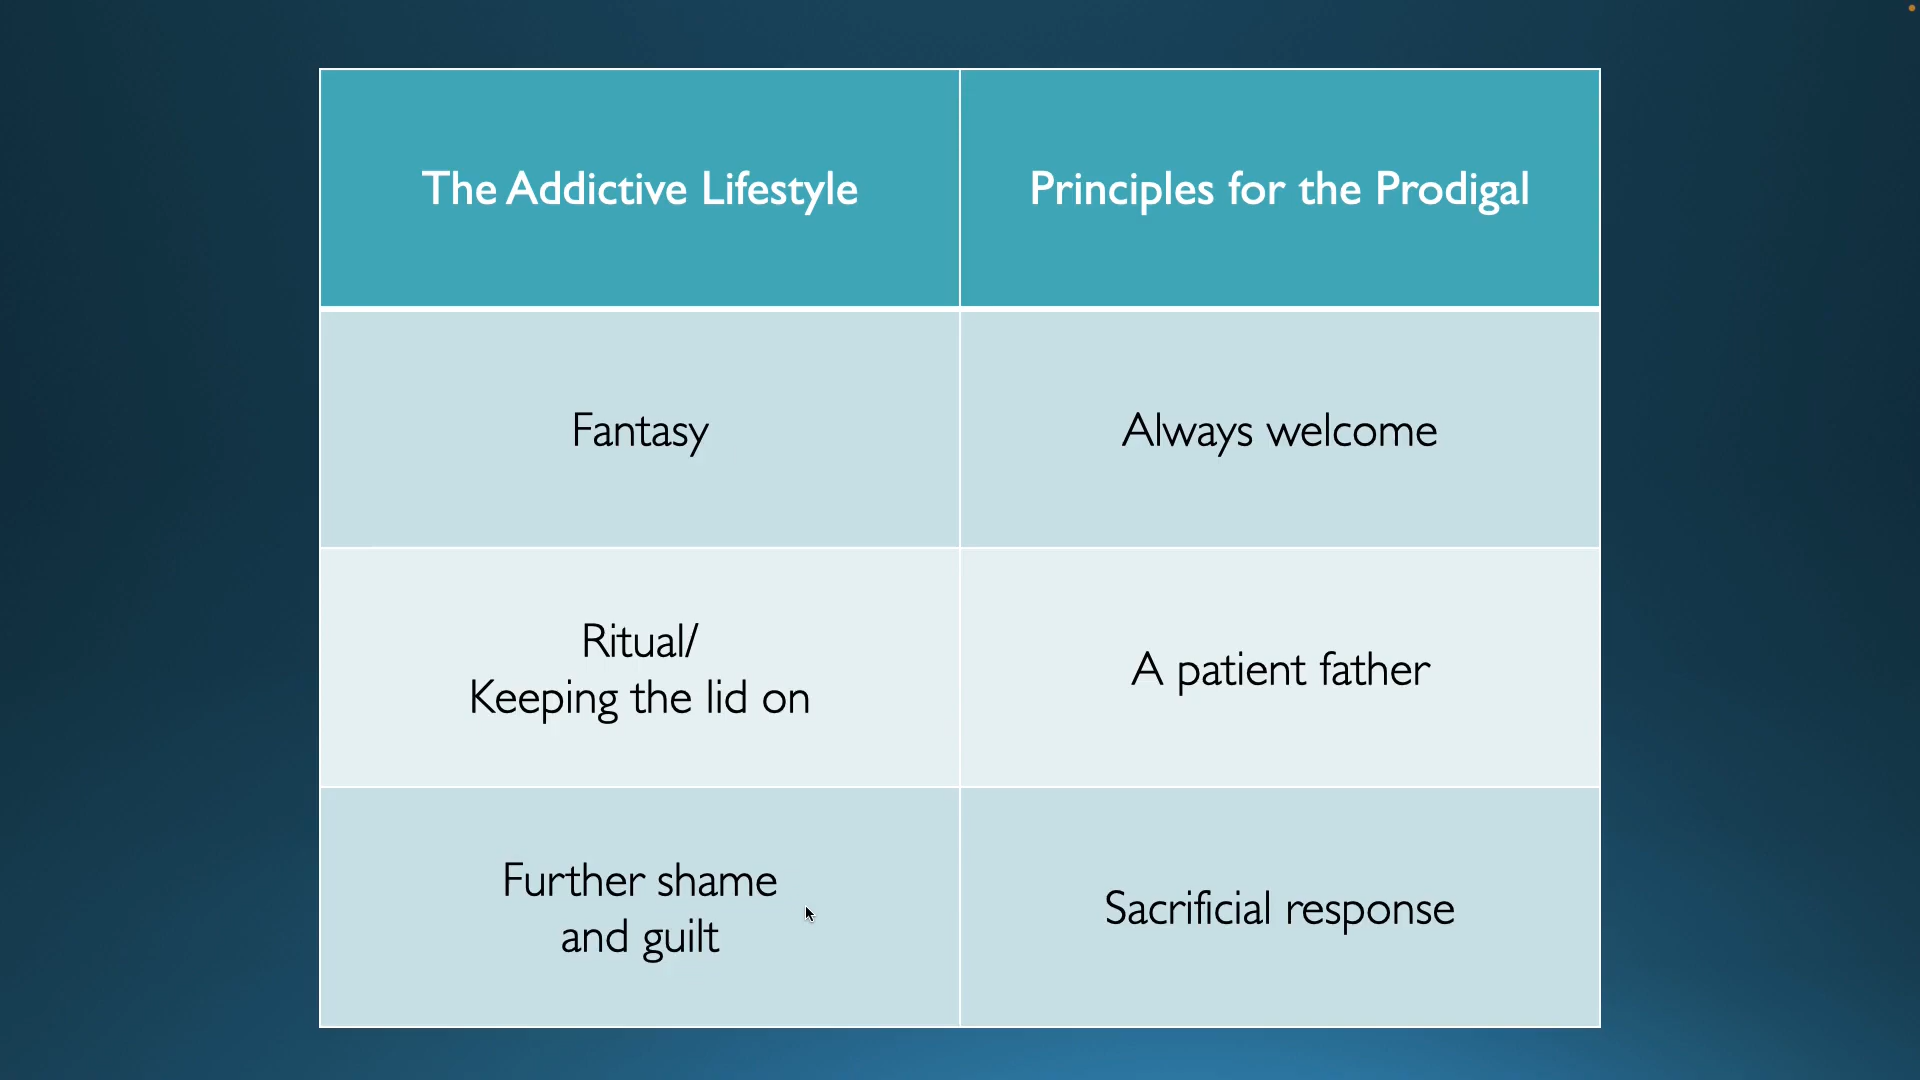 The Addictive Lifestyle
Principles for the Prodigal
Fantasy
Always welcome
Ritual/
Keeping the lid on
A patient father
Further shame
and guilt
Sacrificial response